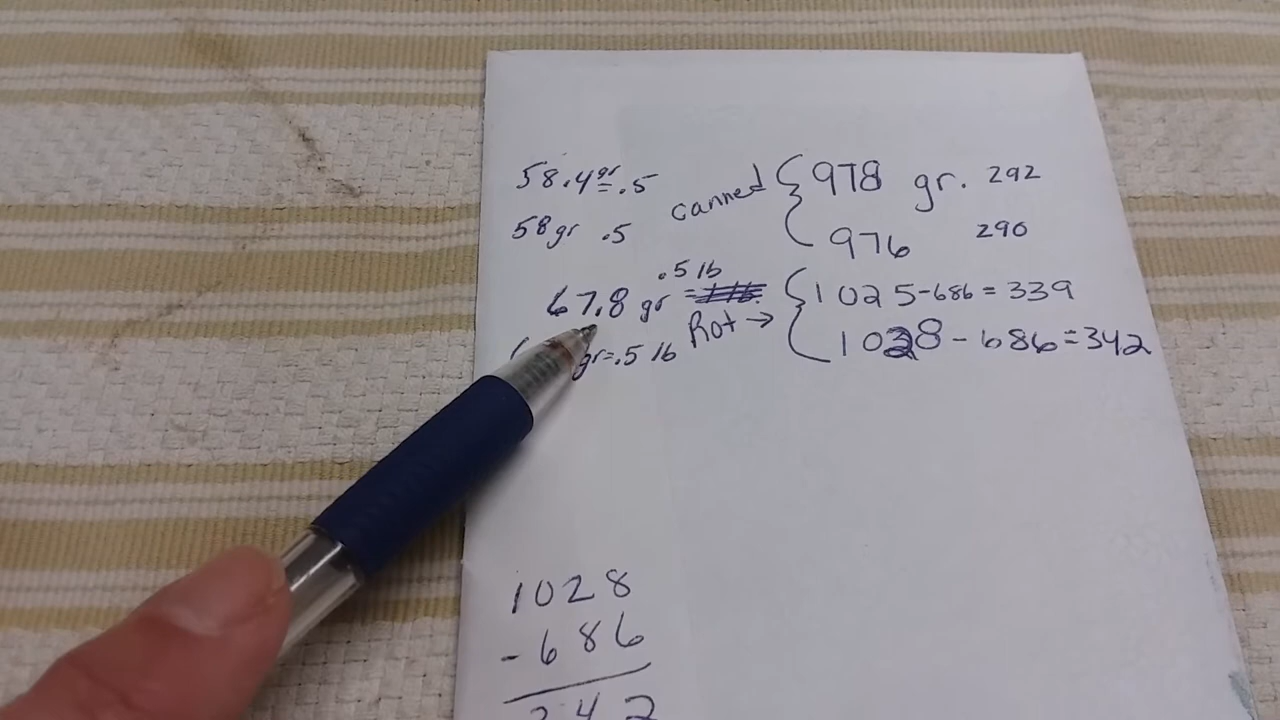 58.4gr=.5
canned { 978 gr. 292
58gr .5
976 290
.5 lb
67.8 gr =
Rot → { 1025-686=339
gr=.5 lb
1028-686=342
1028
-686
342